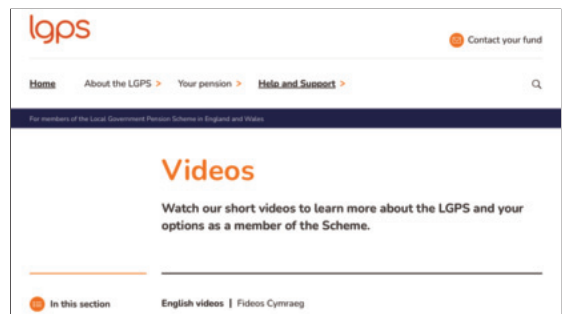 lgps
Contact your fund
Home About the LGPS > Your pension > Help and Support >
For members of the Local Government Pension Scheme in England and Wales
Videos
Watch our short videos to learn more about the LGPS and your
options as a member of the Scheme.
In this section
English videos | Fideos Cymraeg